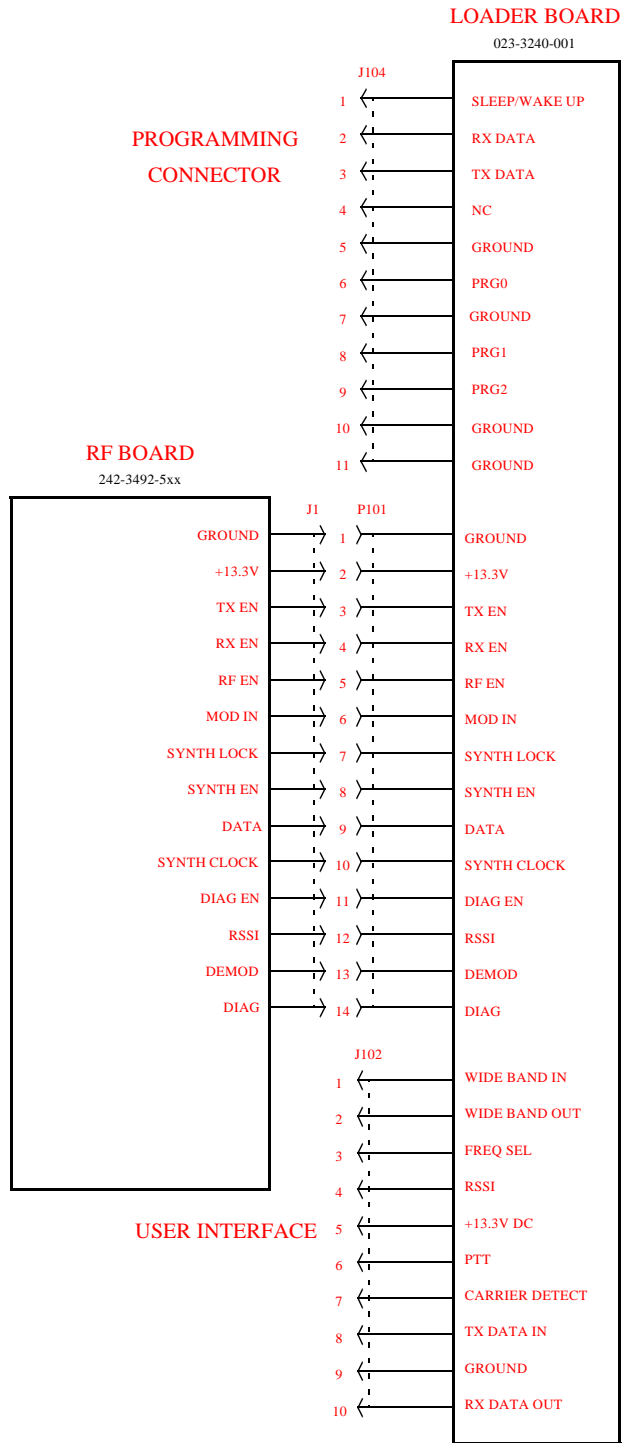 LOADER BOARD
023-3240-001
J104
PROGRAMMING
CONNECTOR
1 SLEEP/WAKE UP
2 RX DATA
3 TX DATA
4 NC
5 GROUND
6 PRG0
7 GROUND
8 PRG1
9 PRG2
10 GROUND
11 GROUND
RF BOARD
242-3492-5xx
J1 P101
GROUND 1 GROUND
+13.3V 2 +13.3V
TX EN 3 TX EN
RX EN 4 RX EN
RF EN 5 RF EN
MOD IN 6 MOD IN
SYNTH LOCK 7 SYNTH LOCK
SYNTH EN 8 SYNTH EN
DATA 9 DATA
SYNTH CLOCK 10 SYNTH CLOCK
DIAG EN 11 DIAG EN
RSSI 12 RSSI
DEMOD 13 DEMOD
DIAG 14 DIAG
J102
USER INTERFACE
1 WIDE BAND IN
2 WIDE BAND OUT
3 FREQ SEL
4 RSSI
5 +13.3V DC
6 PTT
7 CARRIER DETECT
8 TX DATA IN
9 GROUND
10 RX DATA OUT